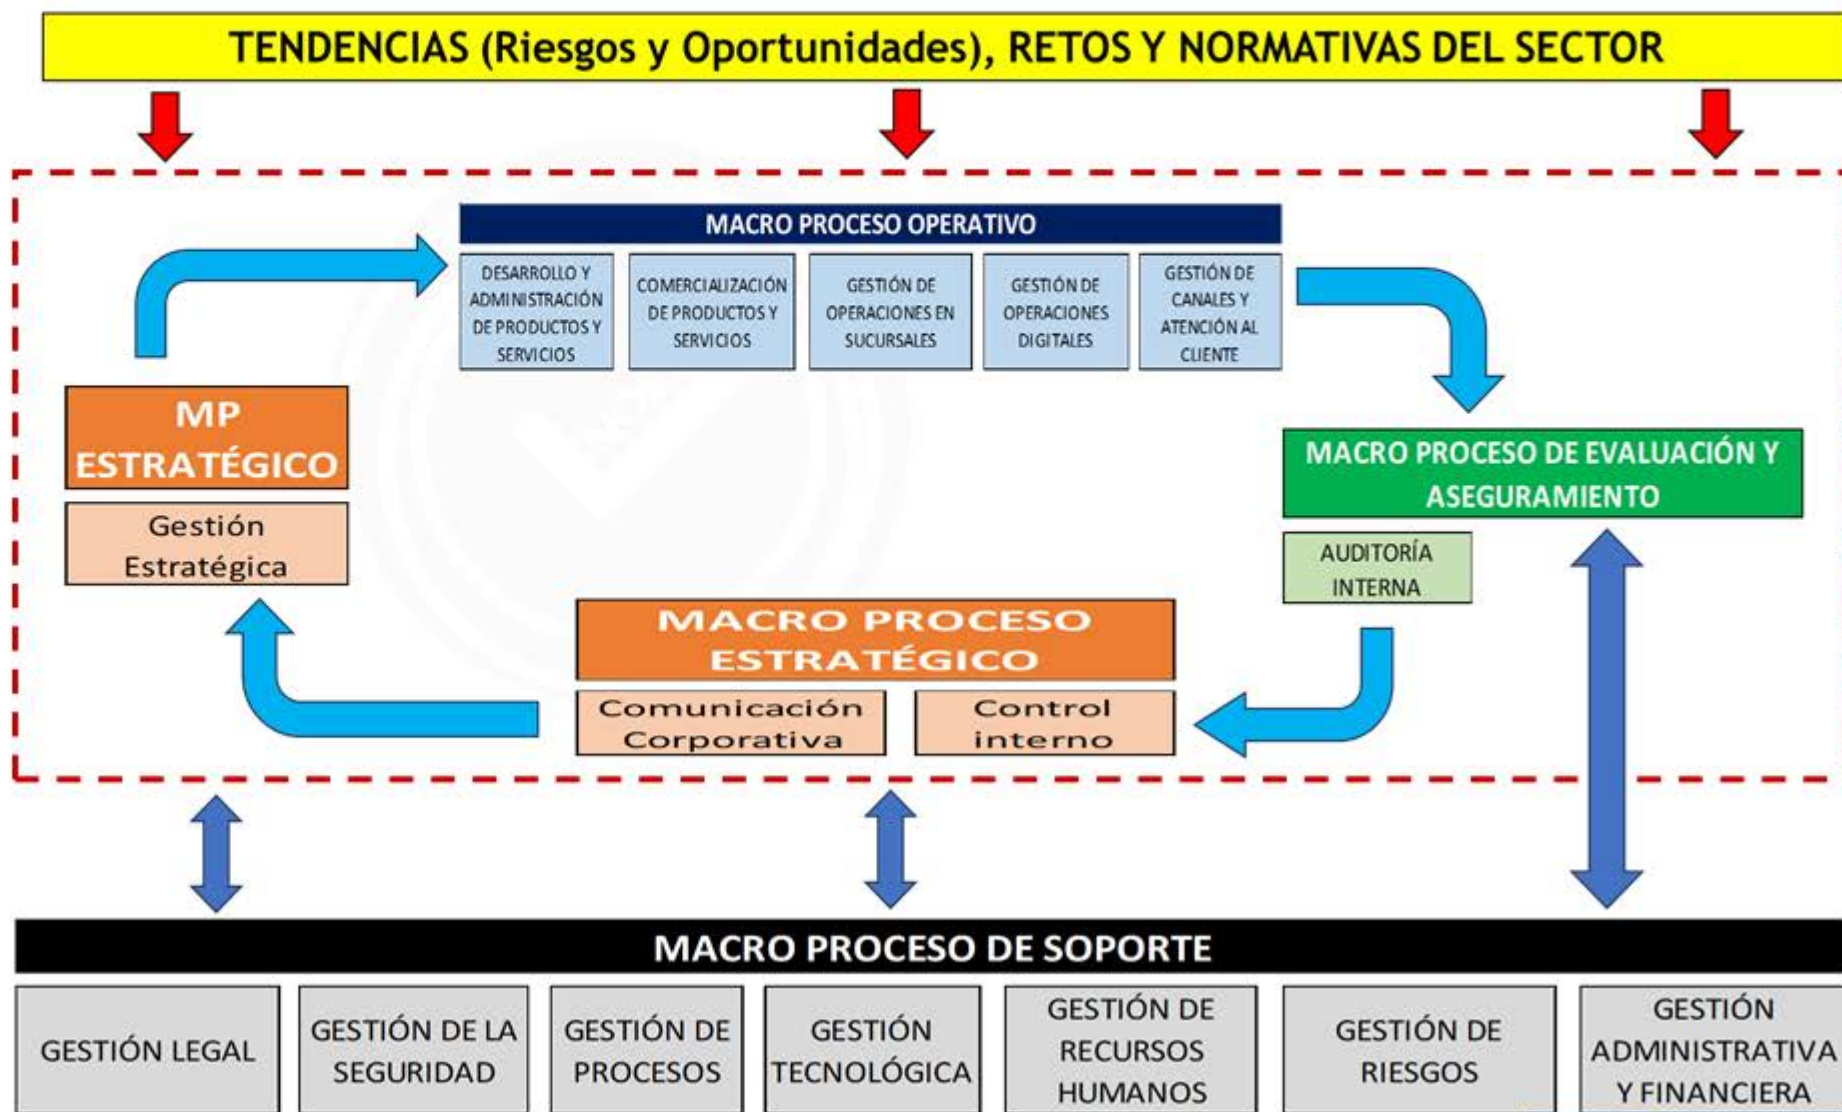 TENDENCIAS (Riesgos y Oportunidades), RETOS Y NORMATIVAS DEL SECTOR
MACRO PROCESO OPERATIVO
DESARROLLO Y
ADMINISTRACIÓN
DE PRODUCTOS Y
SERVICIOS
COMERCIALIZACIÓN
DE PRODUCTOS Y
SERVICIOS
GESTIÓN DE
OPERACIONES EN
SUCURSALES
GESTIÓN DE
OPERACIONES
DIGITALES
GESTIÓN DE
CANALES Y
ATENCIÓN AL
CLIENTE
MP
ESTRATÉGICO
Gestión
Estratégica
MACRO PROCESO DE EVALUACIÓN Y
ASEGURAMIENTO
AUDITORÍA
INTERNA
MACRO PROCESO
ESTRATÉGICO
Comunicación
Corporativa
Control
interno
MACRO PROCESO DE SOPORTE
GESTIÓN LEGAL
GESTIÓN DE LA
SEGURIDAD
GESTIÓN DE
PROCESOS
GESTIÓN
TECNOLÓGICA
GESTIÓN DE
RECURSOS
HUMANOS
GESTIÓN DE
RIESGOS
GESTIÓN
ADMINISTRATIVA
Y FINANCIERA